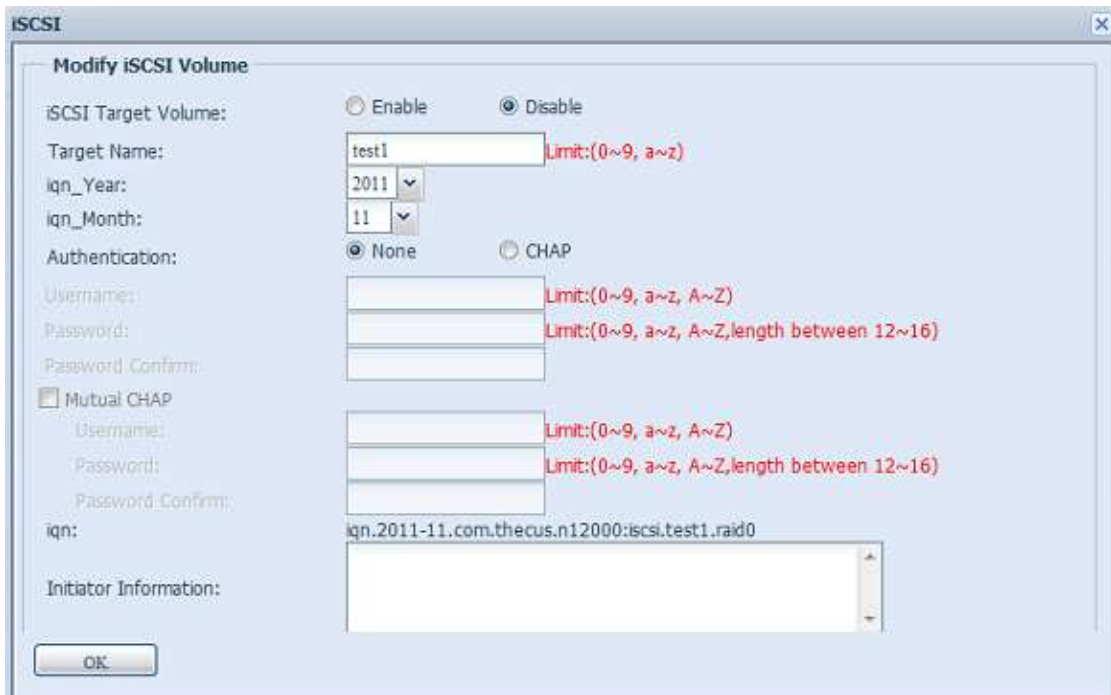 iSCSI
Modify iSCSI Volume
iSCSI Target Volume: Enable Disable
Target Name: test1 Limit:(0~9, a~z)
iqn_Year: 2011
iqn_Month: 11
Authentication: None CHAP
Username: Limit:(0~9, a~z, A~Z)
Password: Limit:(0~9, a~z, A~Z,length between 12~16)
Password Confirm:
Mutual CHAP
Username: Limit:(0~9, a~z, A~Z)
Password: Limit:(0~9, a~z, A~Z,length between 12~16)
Password Confirm:
iqn: iqn.2011-11.com.thecus.n12000:iscsi.test1.raid0
Initiator Information:
OK